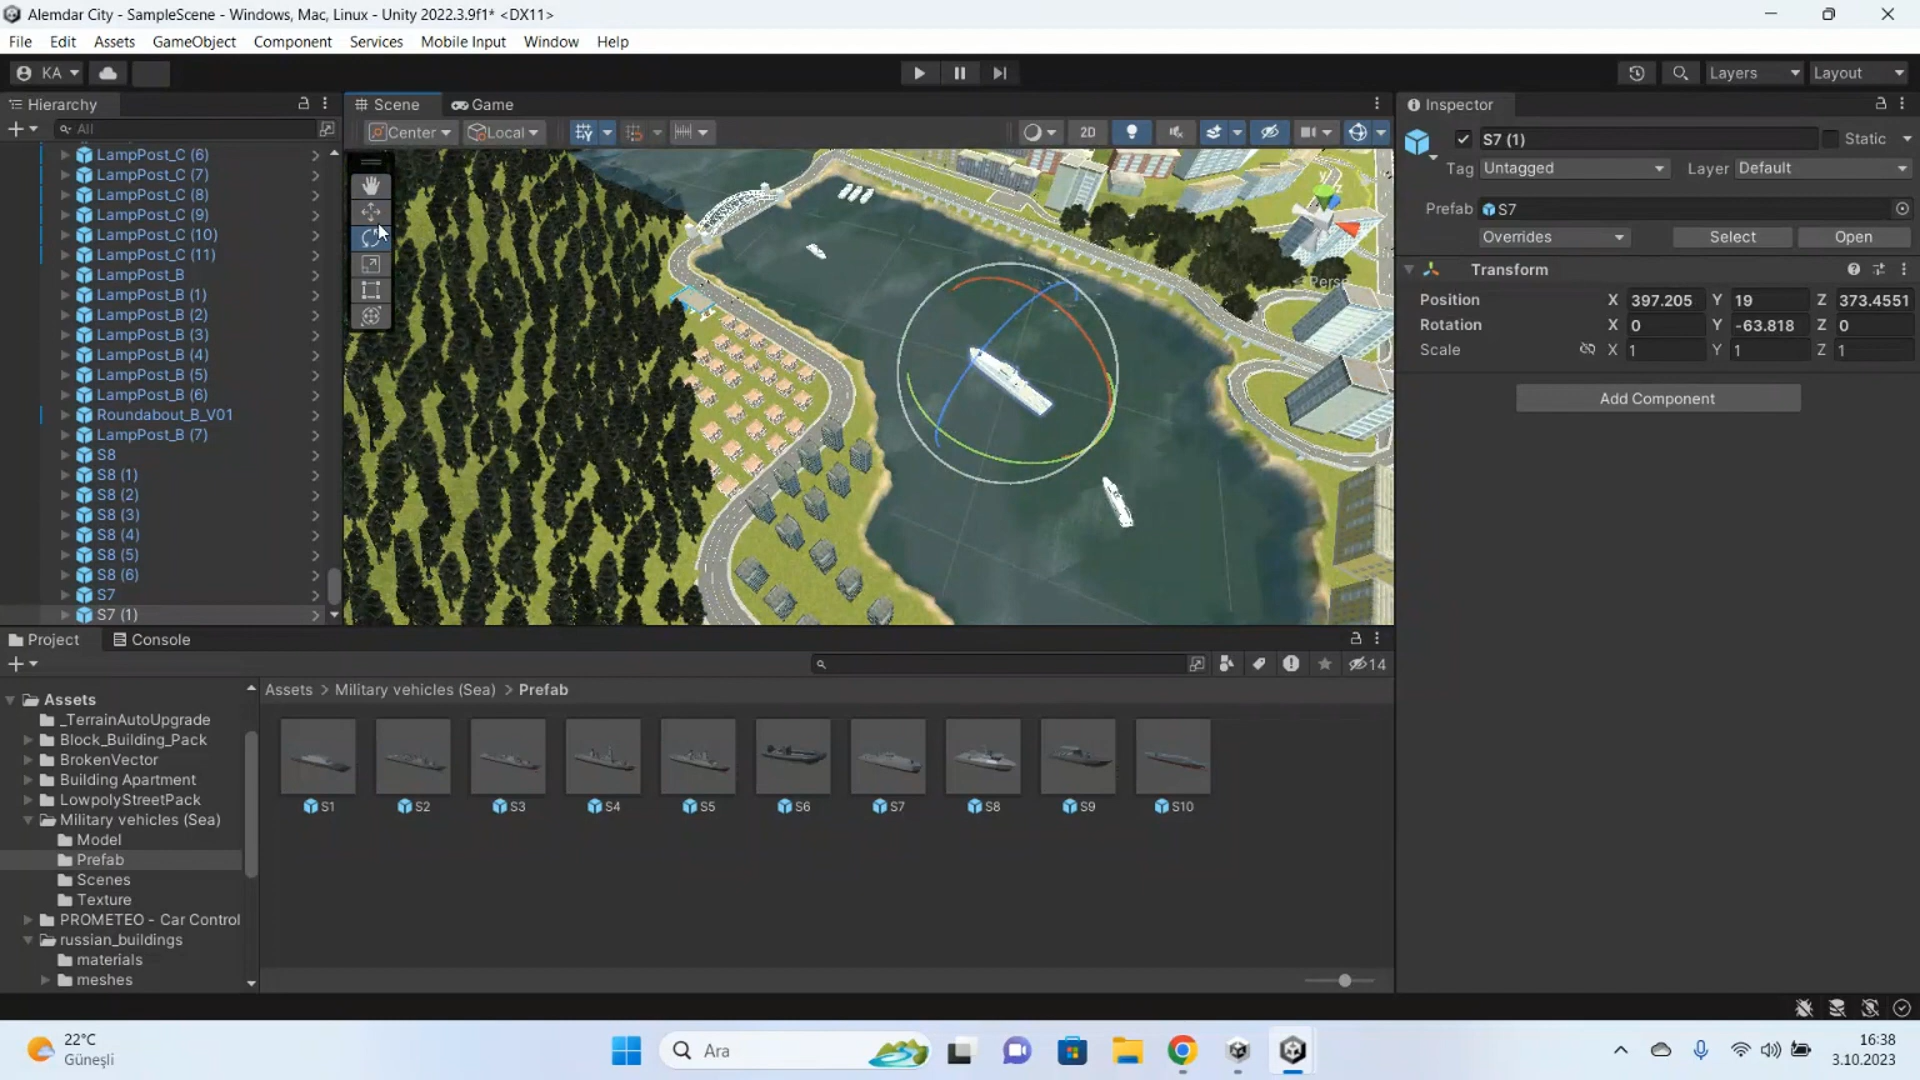 Alemdar City - SampleScene - Windows, Mac, Linux - Unity 2022.3.9f1* <DX11>
File Edit Assets GameObject Component Services Mobile Input Window Help
KA Layers Layout
Hierarchy
All
LampPost_C (6)
LampPost_C (7)
LampPost_C (8)
LampPost_C (9)
LampPost_C (10)
LampPost_C (11)
LampPost_B
LampPost_B (1)
LampPost_B (2)
LampPost_B (3)
LampPost_B (4)
LampPost_B (5)
LampPost_B (6)
Roundabout_B_V01
LampPost_B (7)
S8
S8 (1)
S8 (2)
S8 (3)
S8 (4)
S8 (5)
S8 (6)
S7
S7 (1)
Scene Game
Center Local 2D
Persp
Inspector
S7 (1) Static
Tag Untagged Layer Default
Prefab S7
Overrides Select Open
Transform
Position X 397.205 Y 19 Z 373.4551
Rotation X 0 Y -63.818 Z 0
Scale X 1 Y 1 Z 1
Add Component
Project Console
14
Assets
_TerrainAutoUpgrade
Block_Building_Pack
BrokenVector
Building Apartment
LowpolyStreetPack
Military vehicles (Sea)
Model
Prefab
Scenes
Texture
PROMETEO - Car Control
russian_buildings
materials
meshes
Assets > Military vehicles (Sea) > Prefab
S1 S2 S3 S4 S5 S6 S7 S8 S9 S10
22°C
Güneşli
Ara
16:38
3.10.2023